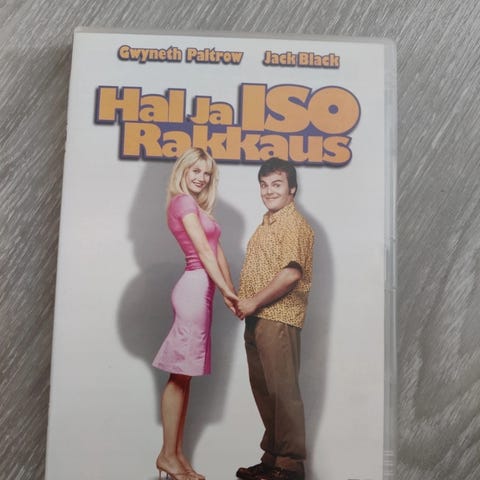 Gwyneth Paltrow Jack Black
Hal Ja ISO
Rakkaus